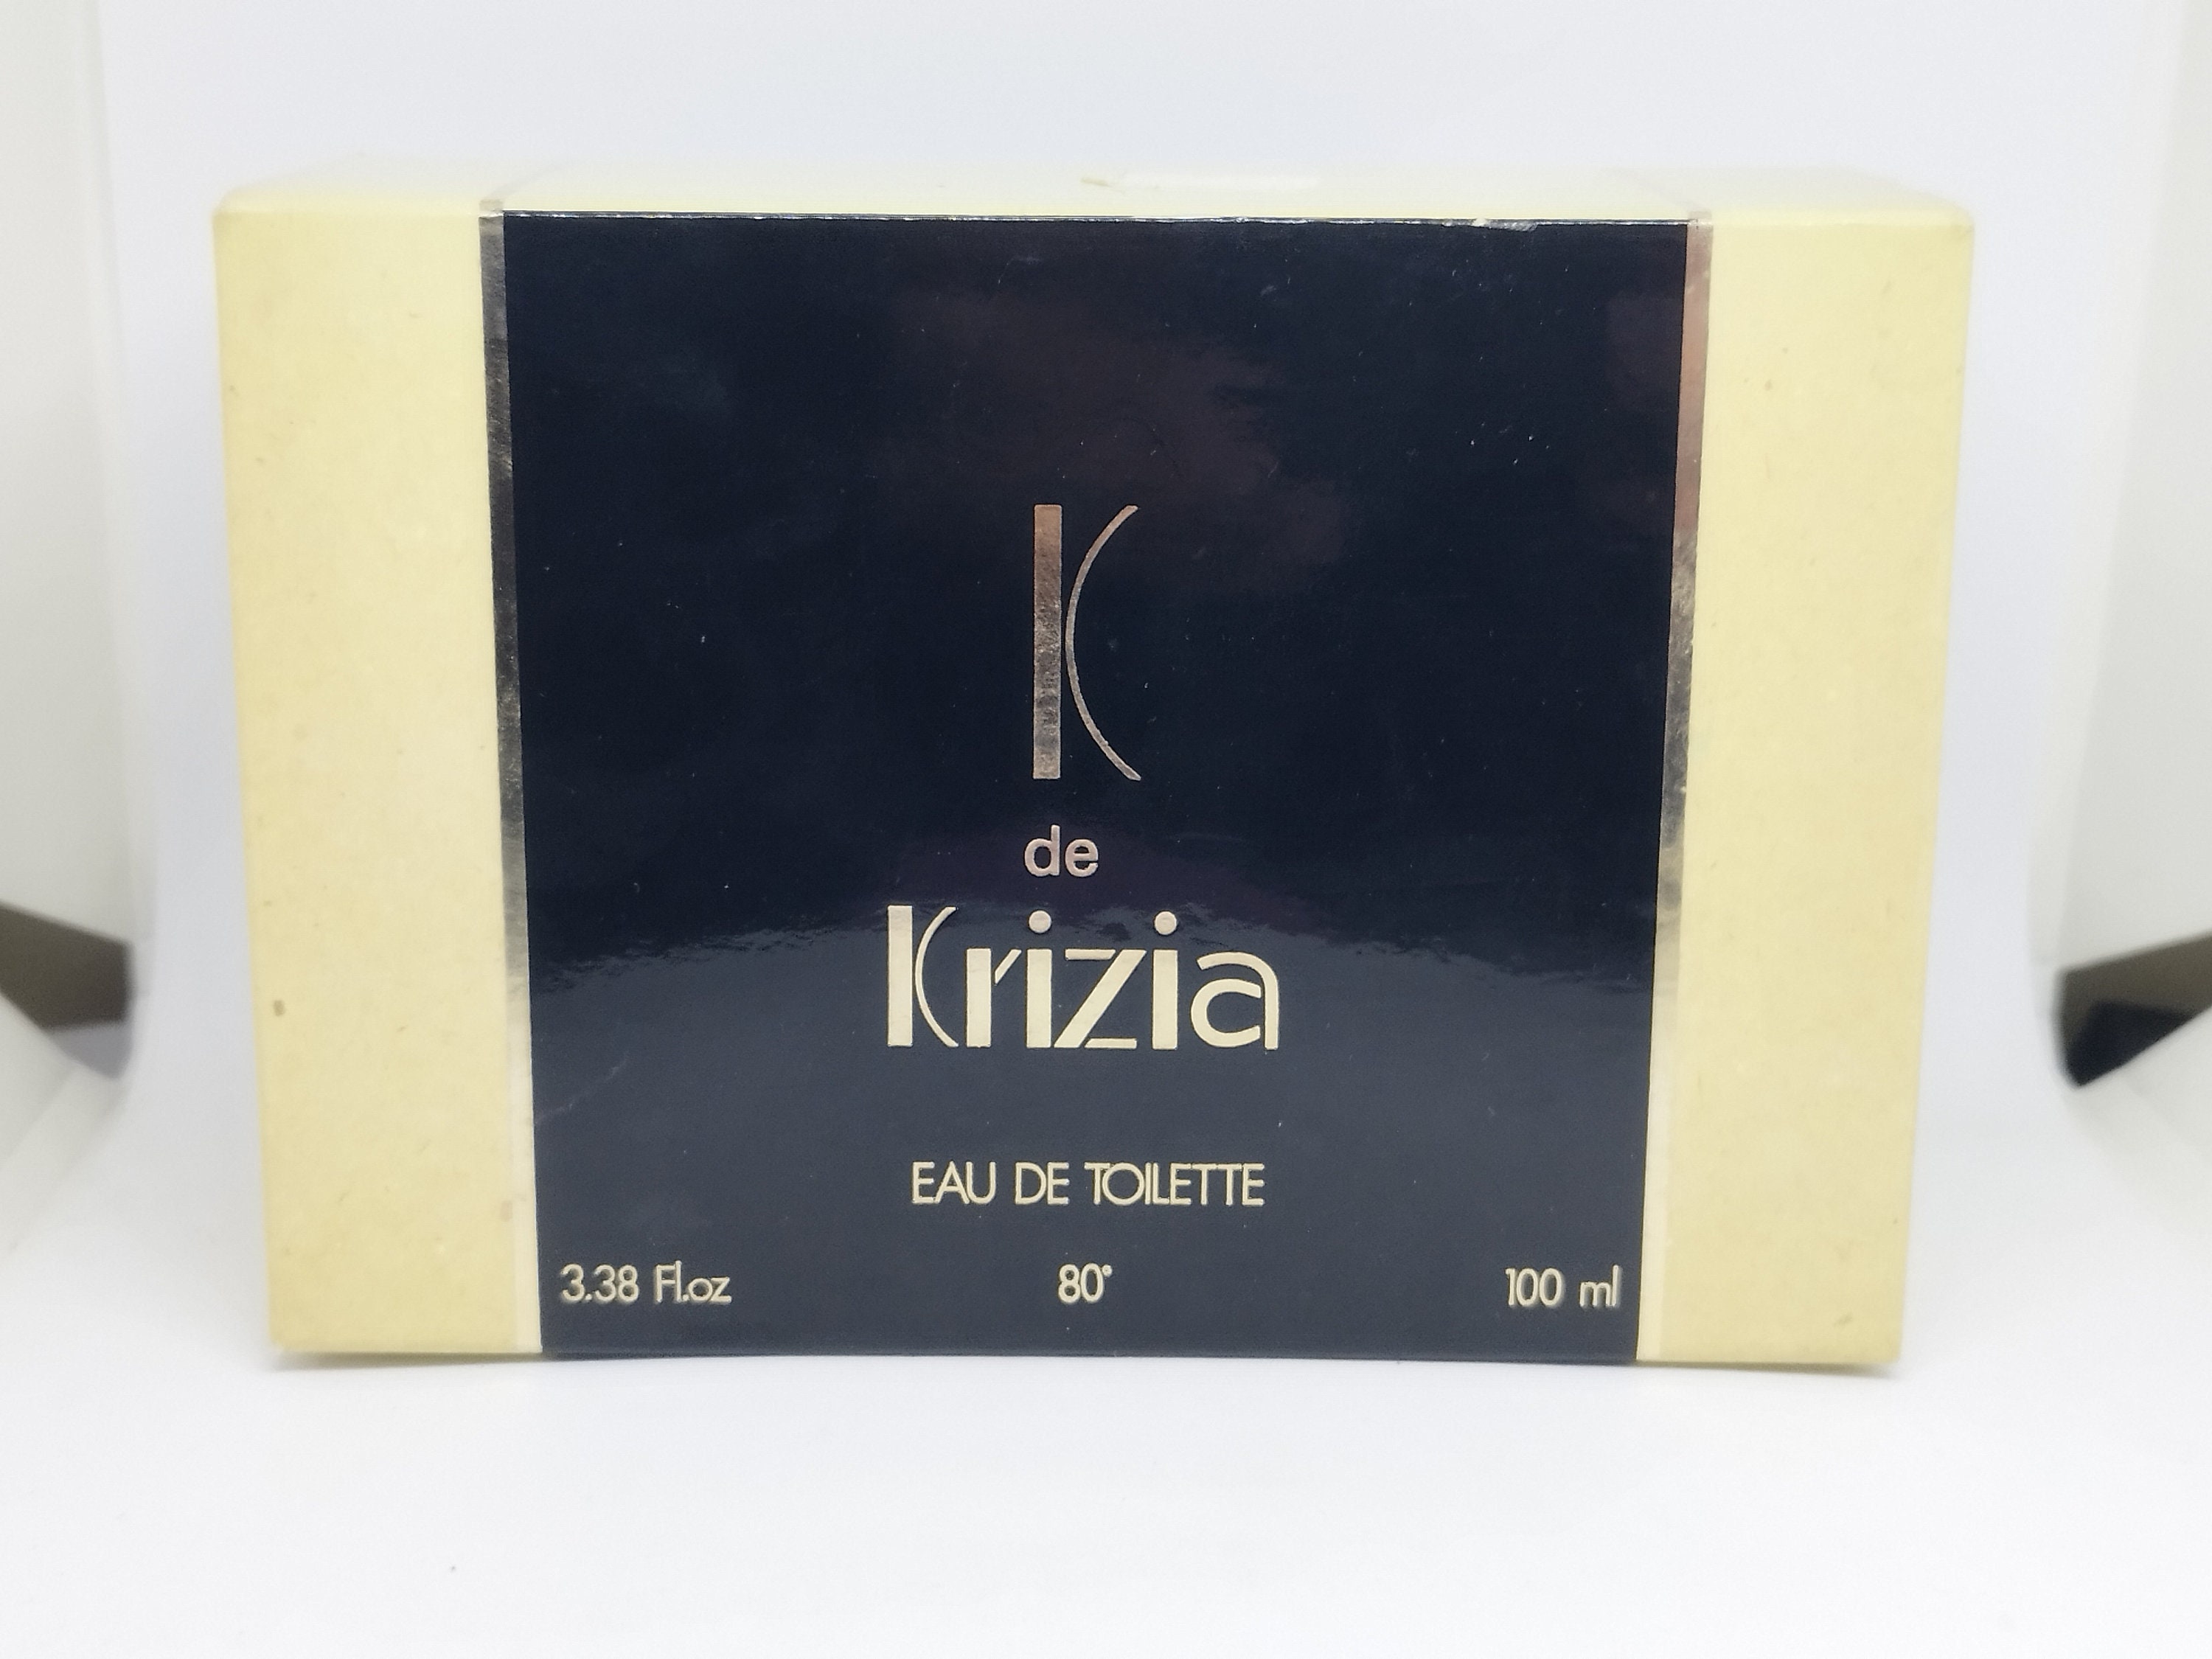 K
de
Krizia
EAU DE TOILETTE
3.38 Fl.oz 80° 100 ml